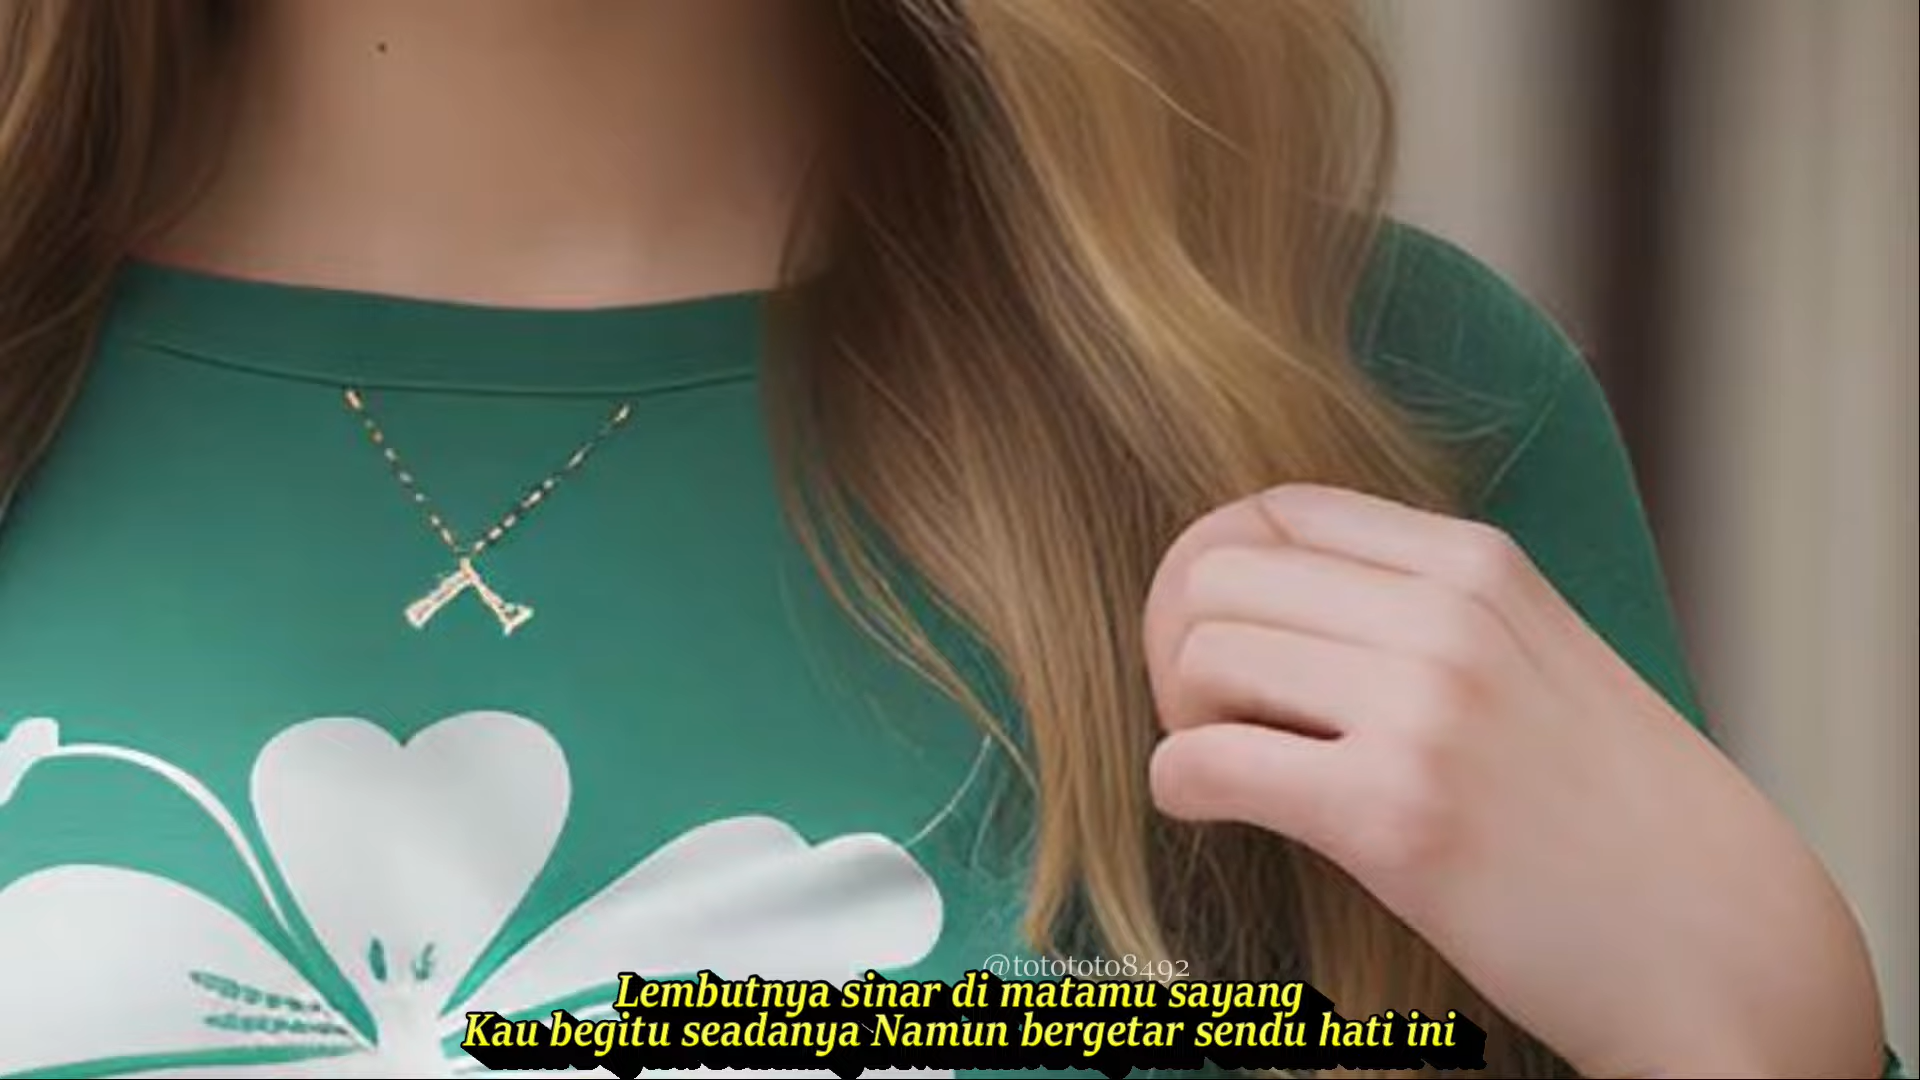 @totototo8492
Lembutnya sinar di matamu sayang
Kau begitu seadanya Namun bergetar sendu hati ini